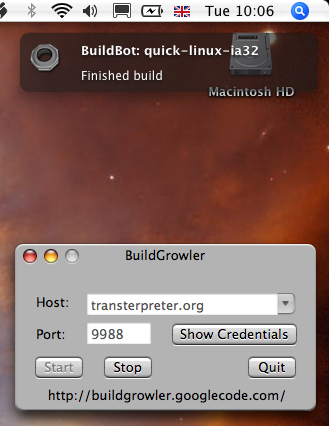 Tue 10:06
BuildBot: quick-linux-ia32
Finished build
Macintosh HD
BuildGrowler
Host: transterpreter.org
Port: 9988 Show Credentials
Start Stop Quit
http://buildgrowler.googlecode.com/